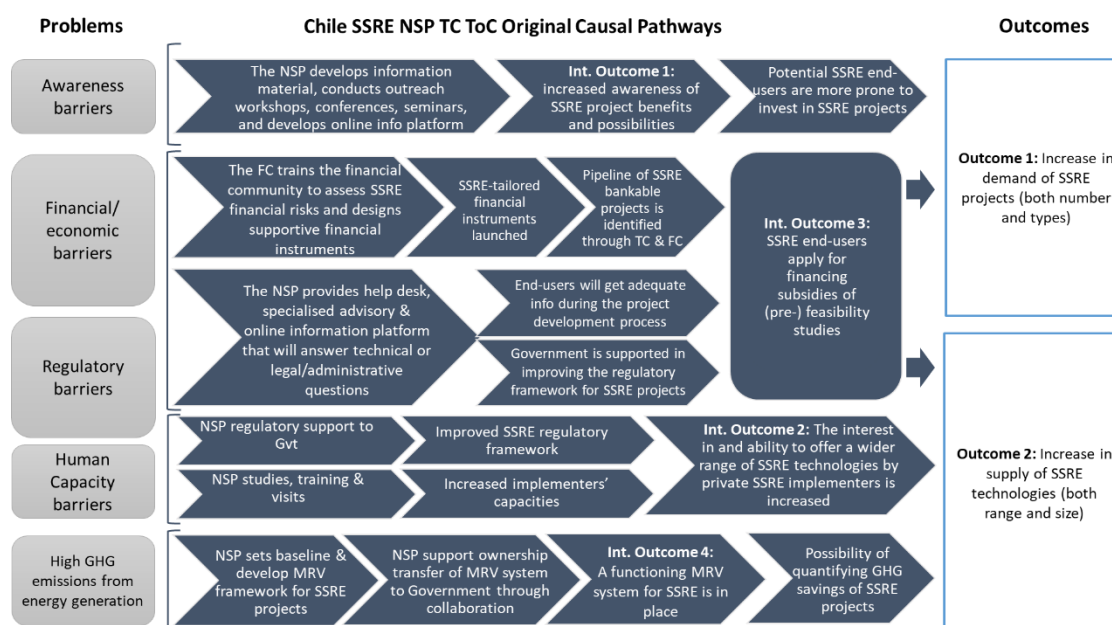 Problems
Chile SSRE NSP TC ToC Original Causal Pathways
Outcomes
Awareness
barriers
The NSP develops information
material, conducts outreach
workshops, conferences, seminars,
and develops online info platform
Int. Outcome 1:
increased awareness of
SSRE project benefits
and possibilities
Potential SSRE end-
users are more prone to
invest in SSRE projects
Financial/
economic
barriers
The FC trains the financial
community to assess SSRE
financial risks and designs
supportive financial
instruments
SSRE-tailored
financial
instruments
launched
Pipeline of SSRE
bankable
projects is
identified
through TC & FC
Int. Outcome 3:
SSRE end-users
apply for
financing
subsidies of
(pre-) feasibility
studies
Outcome 1: Increase in
demand of SSRE
projects (both number
and types)
Regulatory
barriers
The NSP provides help desk,
specialised advisory &
online information platform
that will answer technical or
legal/administrative
questions
End-users will get adequate
info during the project
development process
Government is supported in
improving the regulatory
framework for SSRE projects
Human
Capacity
barriers
NSP regulatory support to
Gvt
Improved SSRE regulatory
framework
NSP studies, training &
visits
Increased implementers'
capacities
Int. Outcome 2: The interest
in and ability to offer a wider
range of SSRE technologies by
private SSRE implementers is
increased
Outcome 2: Increase in
supply of SSRE
technologies (both
range and size)
High GHG
emissions from
energy generation
NSP sets baseline &
develop MRV
framework for SSRE
projects
NSP support ownership
transfer of MRV system
to Government through
collaboration
Int. Outcome 4:
A functioning MRV
system for SSRE is in
place
Possibility of
quantifying GHG
savings of SSRE
projects